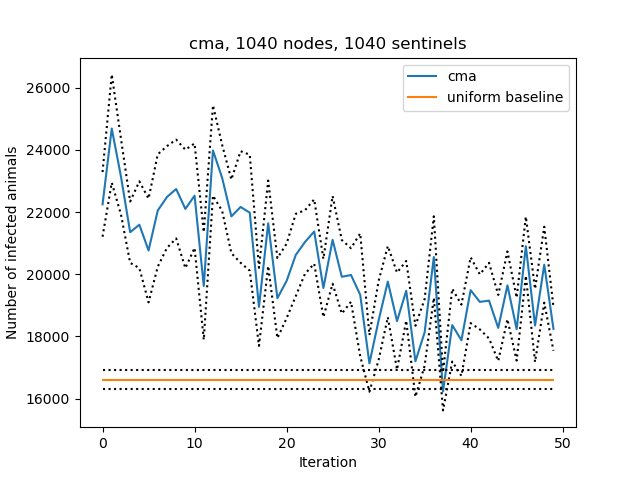 cma, 1040 nodes, 1040 sentinels
cma
uniform baseline
Number of infected animals
26000
24000
22000
20000
18000
16000
0 10 20 30 40 50
Iteration